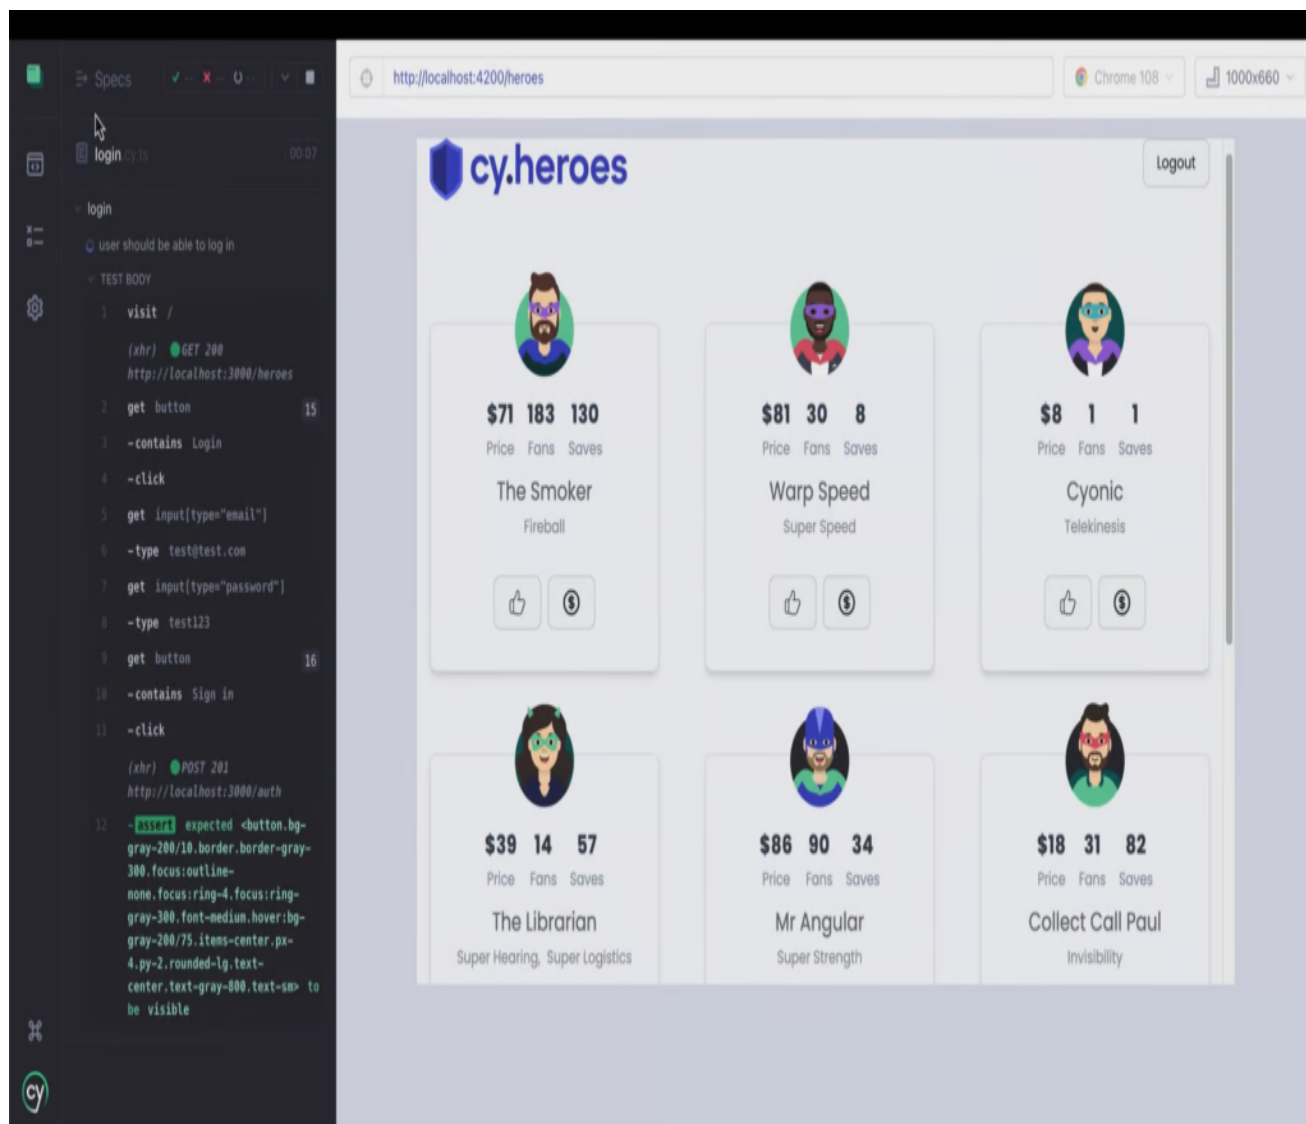 Specs
✓ -- ✗ -- --
http://localhost:4200/heroes
Chrome 108
1000x660
login cy.ts
00:07
login
user should be able to log in
TEST BODY
1 visit /
(xhr) GET 200
http://localhost:3000/heroes
2 get button 15
3 -contains Login
4 -click
5 get input[type="email"]
6 -type test@test.com
7 get input[type="password"]
8 -type test123
9 get button 16
10 -contains Sign in
11 -click
(xhr) POST 201
http://localhost:3000/auth
12 -assert expected <button.bg-
gray-200/10.border.border-gray-
300.focus:outline-
none.focus:ring-4.focus:ring-
gray-300.font-medium.hover:bg-
gray-200/75.items-center.px-
4.py-2.rounded-lg.text-
center.text-gray-800.text-sm> to
be visible
cy
cy.heroes
Logout
$71 183 130
Price Fans Saves
The Smoker
Fireball
$81 30 8
Price Fans Saves
Warp Speed
Super Speed
$8 1 1
Price Fans Saves
Cyonic
Telekinesis
$39 14 57
Price Fans Saves
The Librarian
Super Hearing, Super Logistics
$86 90 34
Price Fans Saves
Mr Angular
Super Strength
$18 31 82
Price Fans Saves
Collect Call Paul
Invisibility